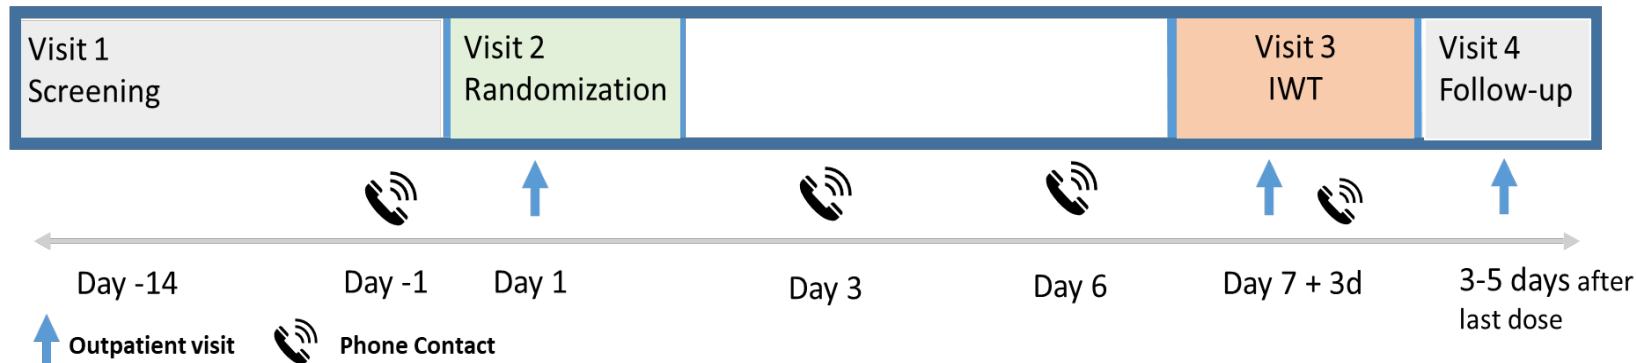 Visit 1
Screening
Visit 2
Randomization
Visit 3
IWT
Visit 4
Follow-up
Day -14
Day -1
Day 1
Day 3
Day 6
Day 7 + 3d
3-5 days after
last dose
Outpatient visit
Phone Contact